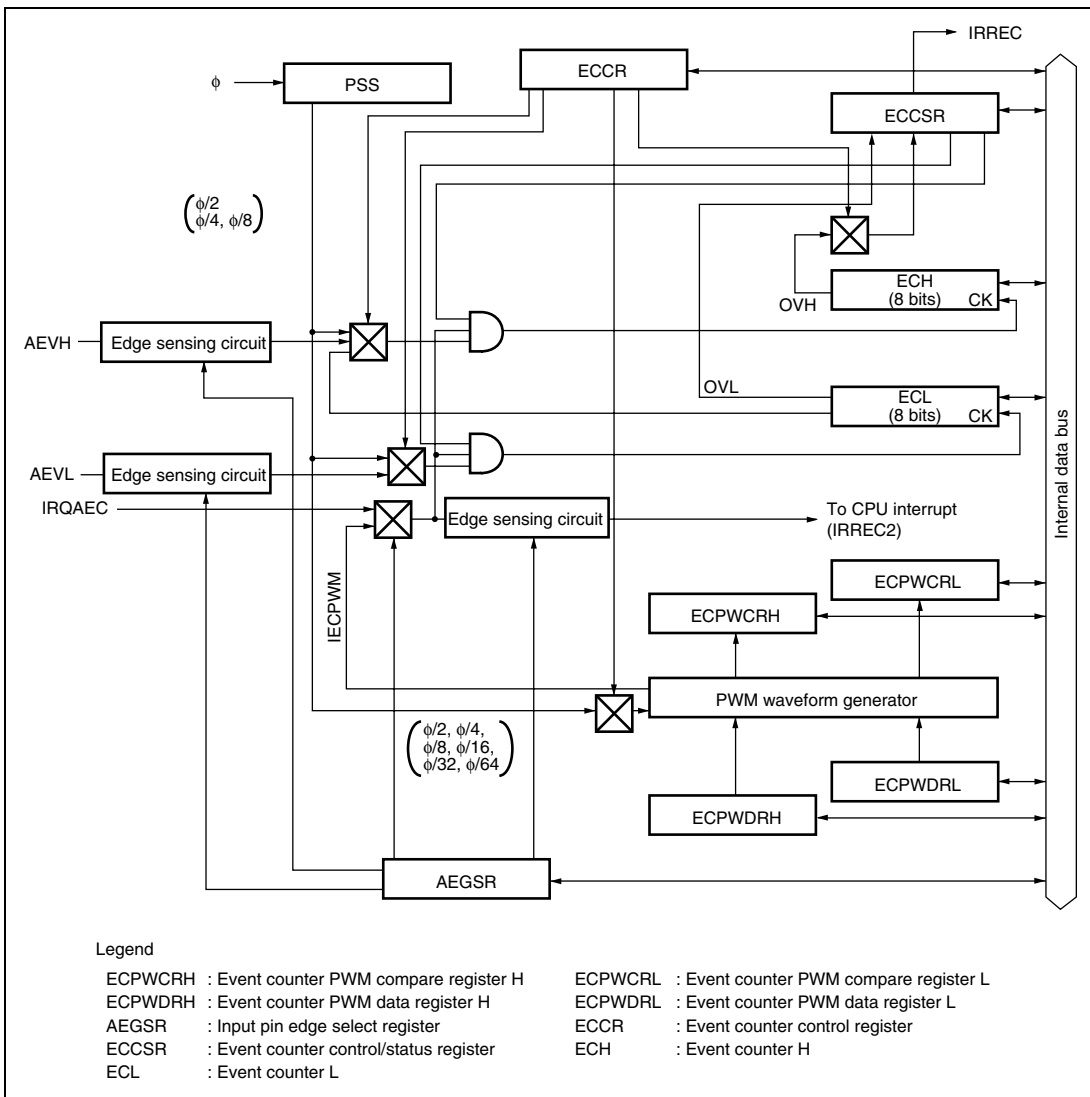 IRREC
φ
PSS
ECCR
ECCSR
φ/2
φ/4, φ/8
ECH
(8 bits)
CK
OVH
AEVH
Edge sensing circuit
OVL
ECL
(8 bits)
CK
AEVL
Edge sensing circuit
IRQAEC
Edge sensing circuit
To CPU interrupt
(IRREC2)
Internal data bus
IECPWM
ECPWCRL
ECPWCRH
PWM waveform generator
φ/2, φ/4,
φ/8, φ/16,
φ/32, φ/64
ECPWDRL
ECPWDRH
AEGSR
Legend
ECPWCRH : Event counter PWM compare register H
ECPWDRH : Event counter PWM data register H
AEGSR : Input pin edge select register
ECCSR : Event counter control/status register
ECL : Event counter L
ECPWCRL : Event counter PWM compare register L
ECPWDRL : Event counter PWM data register L
ECCR : Event counter control register
ECH : Event counter H